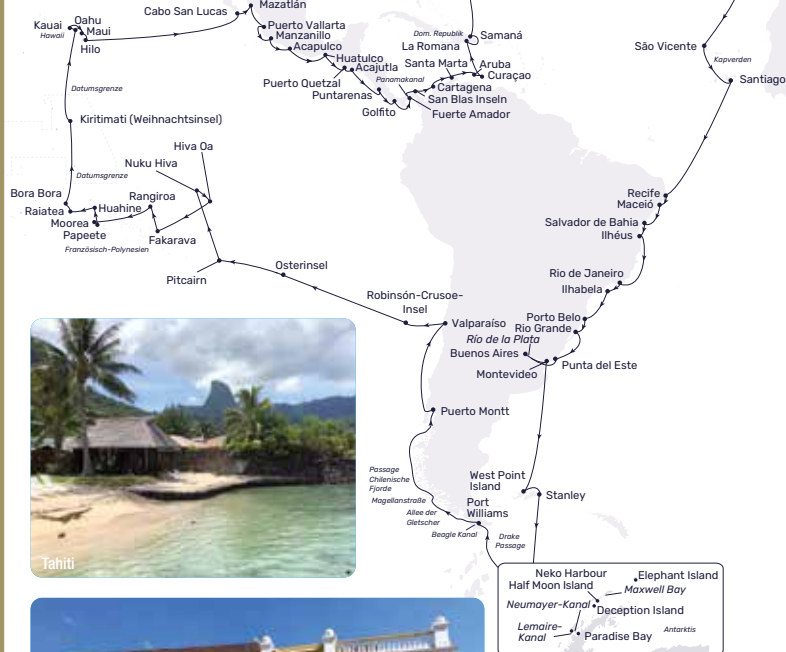 Mazatlán
Cabo San Lucas
Oahu
Kauai
Maui
Hawaii
Hilo
Puerto Vallarta
Manzanillo
Acapulco
Huatulco
Acajutla
Puerto Quetzal
Puntarenas
Golfito
Panamakanal
Dom. Republik
Samaná
La Romana
Santa Marta
Aruba
Curaçao
Cartagena
San Blas Inseln
Fuerte Amador
São Vicente
Kapverden
Santiago
Datumsgrenze
Kiritimati (Weihnachtsinsel)
Hiva Oa
Nuku Hiva
Datumsgrenze
Bora Bora
Rangiroa
Raiatea
Huahine
Moorea
Papeete
Fakarava
Französisch-Polynesien
Pitcairn
Osterinsel
Robinsón-Crusoe-
Insel
Valparaíso
Recife
Maceió
Salvador de Bahia
Ilhéus
Rio de Janeiro
Ilhabela
Porto Belo
Rio Grande
Río de la Plata
Buenos Aires
Montevideo
Punta del Este
Puerto Montt
Passage
Chilenische
Fjorde
Magellanstraße
Allee der
Gletscher
Beagle Kanal
West Point
Island
Stanley
Port
Williams
Drake
Passage
Neko Harbour
Elephant Island
Half Moon Island
Maxwell Bay
Neumayer-Kanal
Deception Island
Lemaire-
Kanal
Paradise Bay
Antarktis
Tahiti